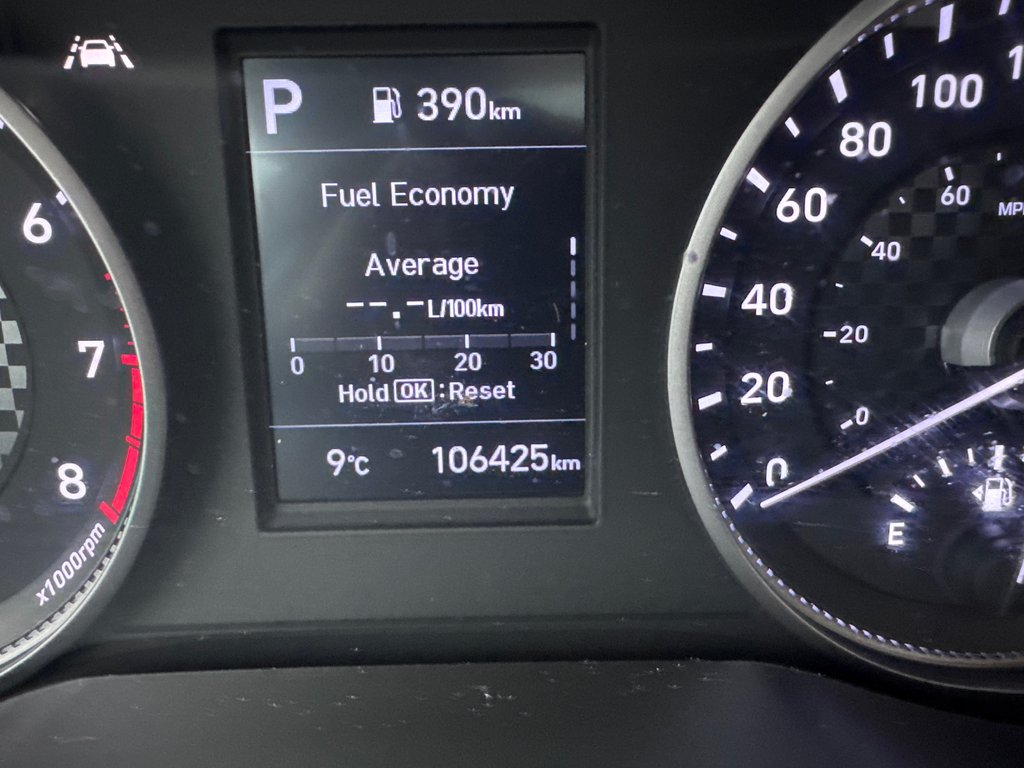 P 390km
Fuel Economy
Average
--.- L/100km
0 10 20 30
Hold OK : Reset
9°C 106425km
6
7
8
x1000rpm
100
80
60
40
20
0
60
40
20
0
E